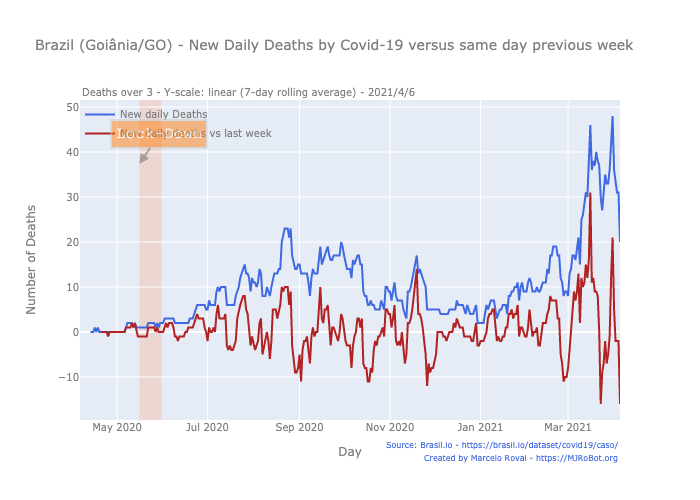 Brazil (Goiânia/GO) - New Daily Deaths by Covid-19 versus same day previous week
Deaths over 3 - Y-scale: linear (7-day rolling average) - 2021/4/6
50
New daily Deaths
Lock-Down
vs last week
40
30
20
10
0
−10
Number of Deaths
May 2020
Jul 2020
Sep 2020
Nov 2020
Jan 2021
Mar 2021
Day
Source: Brasil.io - https://brasil.io/dataset/covid19/caso/
Created by Marcelo Rovai - https://MJRoBot.org